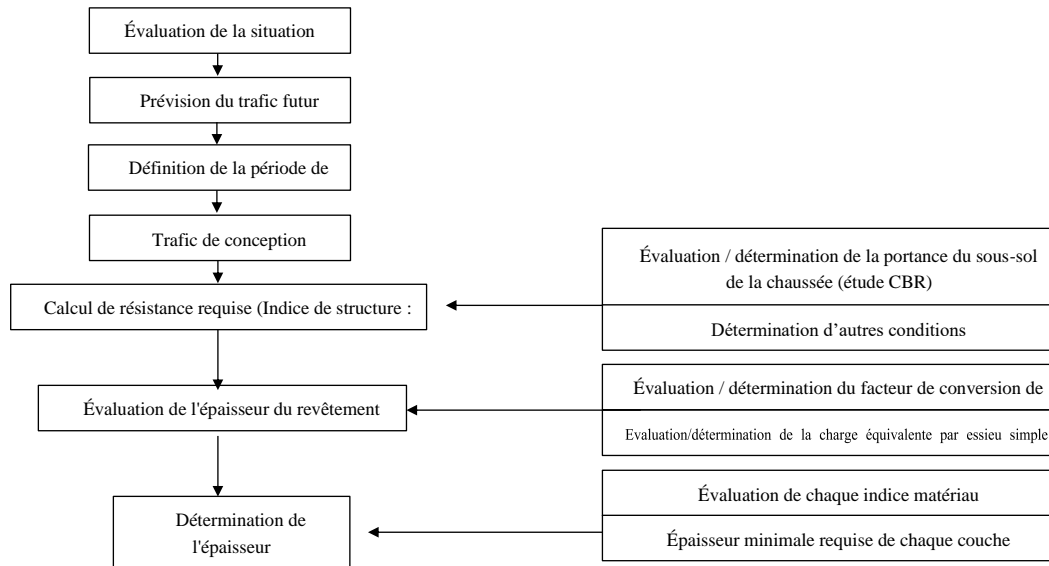 Évaluation de la situation
Prévision du trafic futur
Définition de la période de
Trafic de conception
Calcul de résistance requise (Indice de structure :
Évaluation / détermination de la portance du sous-sol
de la chaussée (étude CBR)
Détermination d’autres conditions
Évaluation de l'épaisseur du revêtement
Évaluation / détermination du facteur de conversion de
Evaluation/détermination de la charge équivalente par essieu simple
Détermination de
l'épaisseur
Évaluation de chaque indice matériau
Épaisseur minimale requise de chaque couche